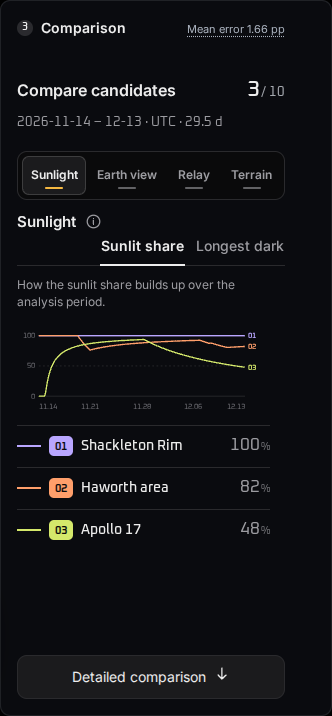 3 Comparison
Mean error 1.66 pp
Compare candidates
3 / 10
2026-11-14 – 12-13 · UTC · 29.5 d
Sunlight Earth view Relay Terrain
Sunlight
Sunlit share Longest dark
How the sunlit share builds up over the
analysis period.
100
01
02
50
03
0
11.14 11.21 11.28 12.06 12.13
01 Shackleton Rim 100%
02 Haworth area 82%
03 Apollo 17 48%
Detailed comparison ↓